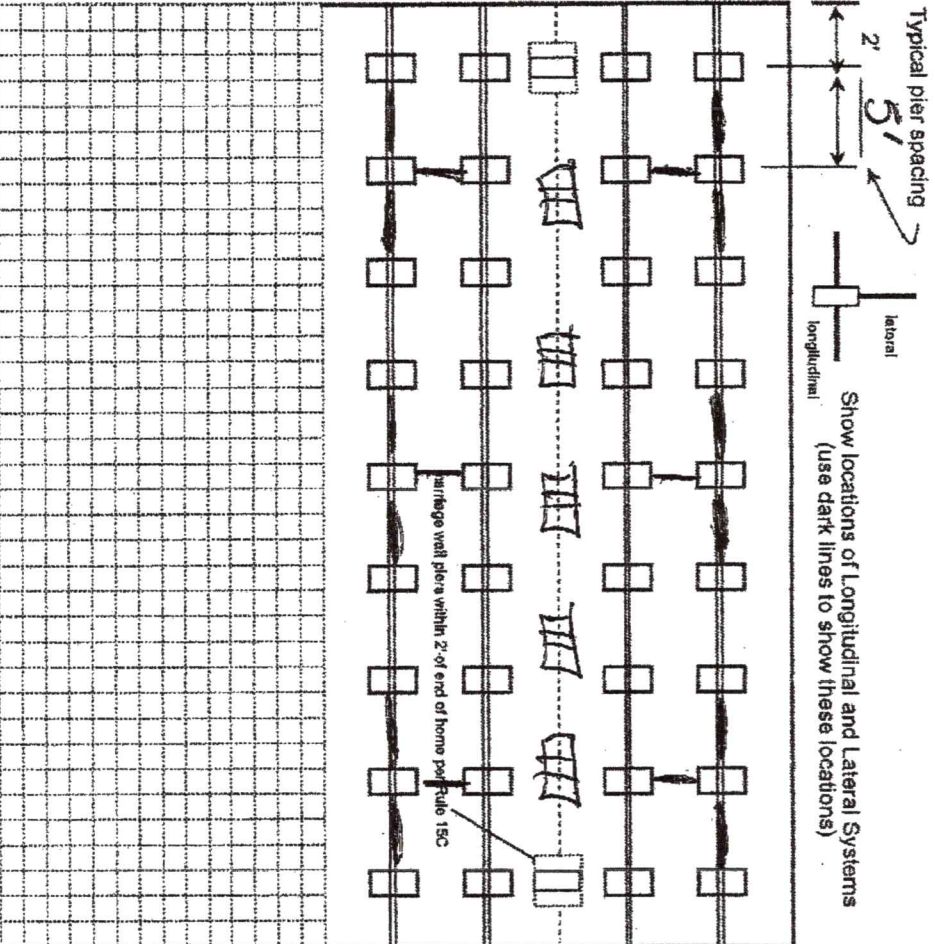 Typical pier spacing
2'
5'
lateral
longitudinal
Show locations of Longitudinal and Lateral Systems
(use dark lines to show these locations)
marriage wall piers within 2' of end of home per Rule 15C